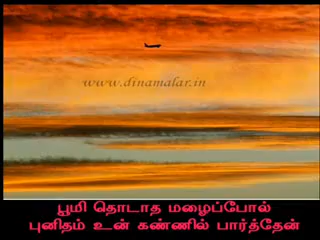 www.dinamalar.in
பூமி தொடாத மழைப்போல்
புனிதம் உன் கண்ணில் பார்த்தேன்